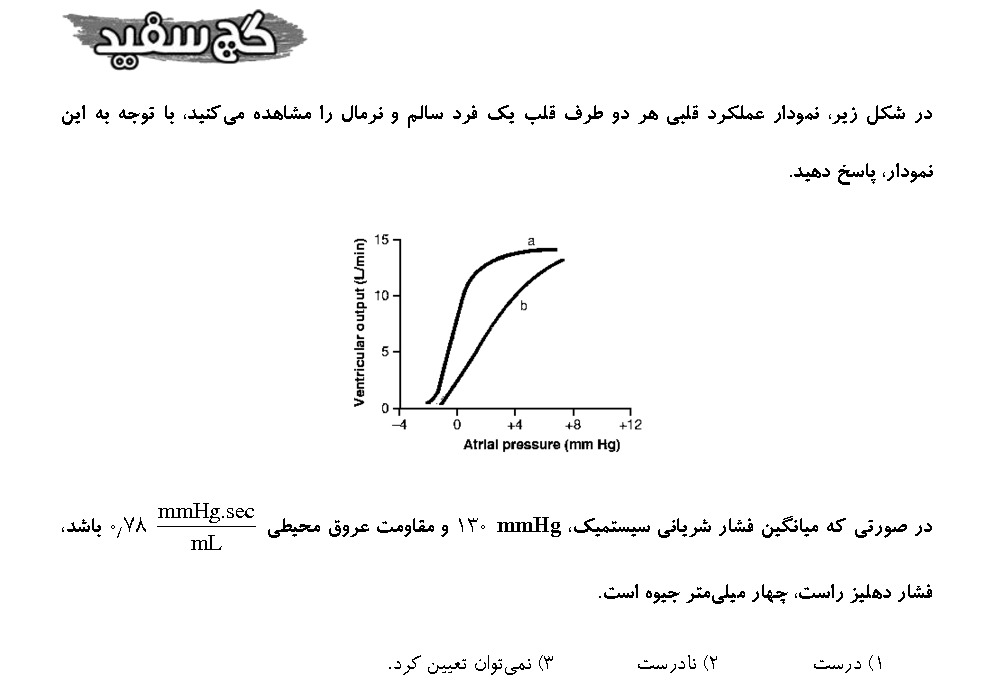 گچ سفید
در شکل زیر، نمودار عملکرد قلبی هر دو طرف قلب یک فرد سالم و نرمال را مشاهده می‌کنید، با توجه به این
نمودار، پاسخ دهید.
Ventricular output (L/min)
15
10
5
0
a
b
–4 0 +4 +8 +12
Atrial pressure (mm Hg)
در صورتی که میانگین فشار شریانی سیستمیک، ۱۳۰ mmHg و مقاومت عروق محیطی ۰٫۷۸ mmHg.sec/mL باشد،
فشار دهلیز راست، چهار میلی‌متر جیوه است.
۱) درست ۲) نادرست ۳) نمی‌توان تعیین کرد.